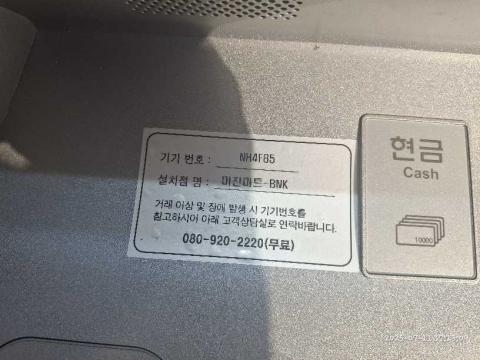 기기 번호 : NH4F85
설치점 명 : 마진마트-BNK
거래 이상 및 장애 발생 시 기기번호를
참고하시어 아래 고객상담실로 연락바랍니다.
080-920-2220(무료)
현금
Cash
10000